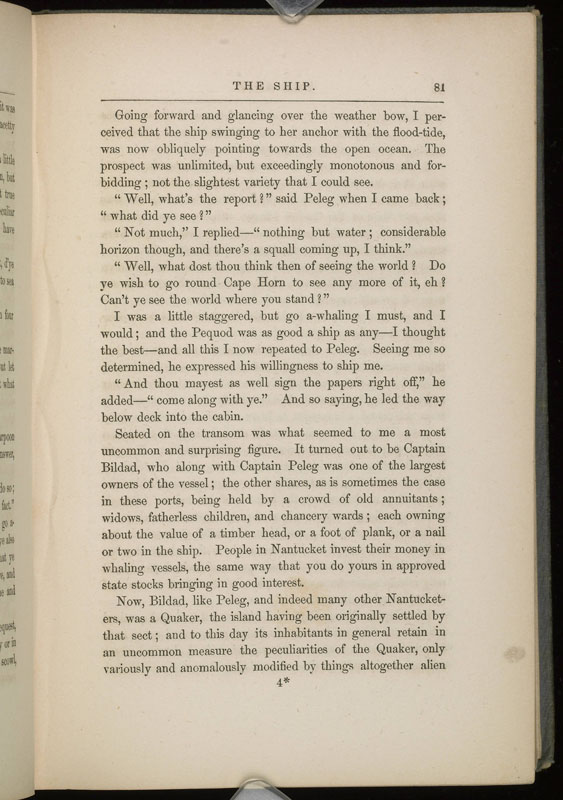 THE SHIP. 81
Going forward and glancing over the weather bow, I per-
ceived that the ship swinging to her anchor with the flood-tide,
was now obliquely pointing towards the open ocean. The
prospect was unlimited, but exceedingly monotonous and for-
bidding; not the slightest variety that I could see.
"Well, what's the report?" said Peleg when I came back;
"what did ye see?"
"Not much," I replied—"nothing but water; considerable
horizon though, and there's a squall coming up, I think."
"Well, what dost thou think then of seeing the world? Do
ye wish to go round Cape Horn to see any more of it, eh?
Can't ye see the world where you stand?"
I was a little staggered, but go a-whaling I must, and I
would; and the Pequod was as good a ship as any—I thought
the best—and all this I now repeated to Peleg. Seeing me so
determined, he expressed his willingness to ship me.
"And thou mayest as well sign the papers right off," he
added—"come along with ye." And so saying, he led the way
below deck into the cabin.
Seated on the transom was what seemed to me a most
uncommon and surprising figure. It turned out to be Captain
Bildad, who along with Captain Peleg was one of the largest
owners of the vessel; the other shares, as is sometimes the case
in these ports, being held by a crowd of old annuitants;
widows, fatherless children, and chancery wards; each owning
about the value of a timber head, or a foot of plank, or a nail
or two in the ship. People in Nantucket invest their money in
whaling vessels, the same way that you do yours in approved
state stocks bringing in good interest.
Now, Bildad, like Peleg, and indeed many other Nantucket-
ers, was a Quaker, the island having been originally settled by
that sect; and to this day its inhabitants in general retain in
an uncommon measure the peculiarities of the Quaker, only
variously and anomalously modified by things altogether alien
4*